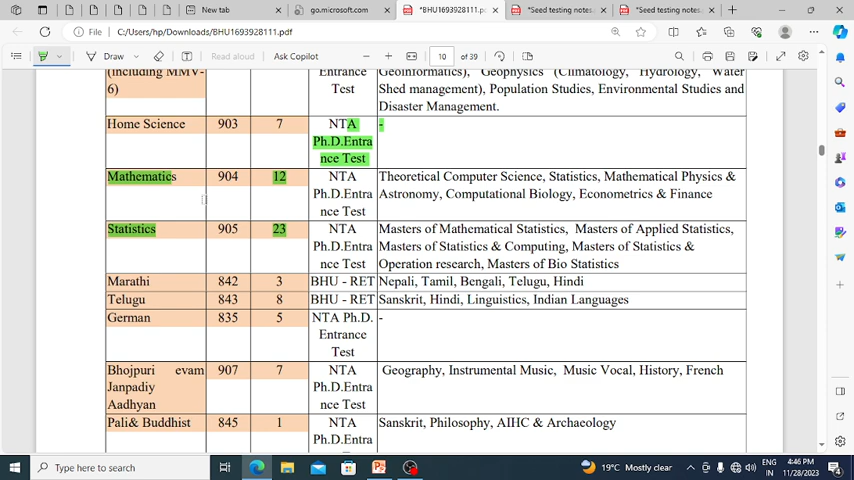 New tab
go.microsoft.com
*BHU1693928111.pdf
*Seed testing notes.
*Seed testing notes.
File C:/Users/hp/Downloads/BHU1693928111.pdf
Draw Read aloud Ask Copilot 10 of 39
(including MMV-
6)
Entrance
Test
Geoinformatics), Geophysics (Climatology, Hydrology, Water
Shed management), Population Studies, Environmental Studies and
Disaster Management.
Home Science 903 7 NTA -
Ph.D.Entra
nce Test
Mathematics 904 12 NTA Theoretical Computer Science, Statistics, Mathematical Physics &
Ph.D.Entra Astronomy, Computational Biology, Econometrics & Finance
nce Test
Statistics 905 23 NTA Masters of Mathematical Statistics, Masters of Applied Statistics,
Ph.D.Entra Masters of Statistics & Computing, Masters of Statistics &
nce Test Operation research, Masters of Bio Statistics
Marathi 842 3 BHU - RET Nepali, Tamil, Bengali, Telugu, Hindi
Telugu 843 8 BHU - RET Sanskrit, Hindi, Linguistics, Indian Languages
German 835 5 NTA Ph.D. -
Entrance
Test
Bhojpuri evam 907 7 NTA Geography, Instrumental Music, Music Vocal, History, French
Janpadiy Ph.D.Entra
Aadhyan nce Test
Pali& Buddhist 845 1 NTA Sanskrit, Philosophy, AIHC & Archaeology
Ph.D.Entra
Type here to search
19°C Mostly clear
ENG
IN
4:46 PM
11/28/2023
4